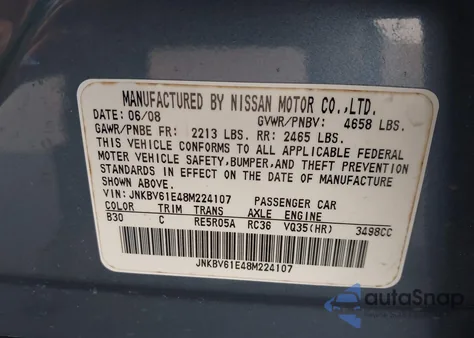 MANUFACTURED BY NISSAN MOTOR CO.,LTD.
DATE: 06/08 GVWR/PNBV: 4658 LBS.
GAWR/PNBE FR: 2213 LBS. RR: 2465 LBS.
THIS VEHICLE CONFORMS TO ALL APPLICABLE FEDERAL
MOTOR VEHICLE SAFETY, BUMPER, AND THEFT PREVENTION
STANDARDS IN EFFECT ON THE DATE OF MANUFACTURE
SHOWN ABOVE.
VIN: JNKBV61E48M224107 PASSENGER CAR
COLOR TRIM TRANS AXLE ENGINE
B30 C RE5R05A RC36 VQ35(HR) 3498CC
JNKBV61E48M224107
autoSnap